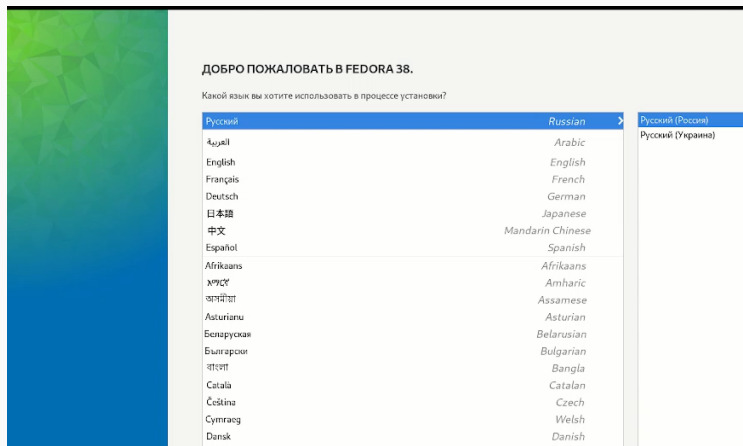 ДОБРО ПОЖАЛОВАТЬ В FEDORA 38.
Какой язык вы хотите использовать в процессе установки?
Русский Russian
العربية Arabic
English English
Français French
Deutsch German
日本語 Japanese
中文 Mandarin Chinese
Español Spanish
Afrikaans Afrikaans
አማርኛ Amharic
অসমীয়া Assamese
Asturianu Asturian
Беларуская Belarusian
Български Bulgarian
বাংলা Bangla
Català Catalan
Čeština Czech
Cymraeg Welsh
Dansk Danish
Русский (Россия)
Русский (Украина)